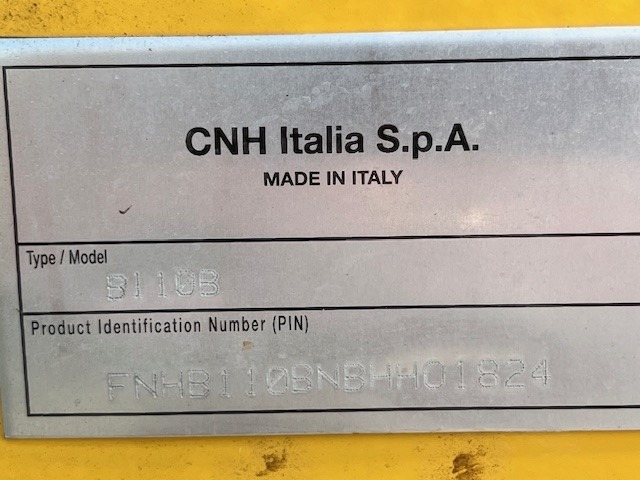 CNH Italia S.p.A.
MADE IN ITALY
Type / Model
B110B
Product Identification Number (PIN)
FNHB110BNBHH01824